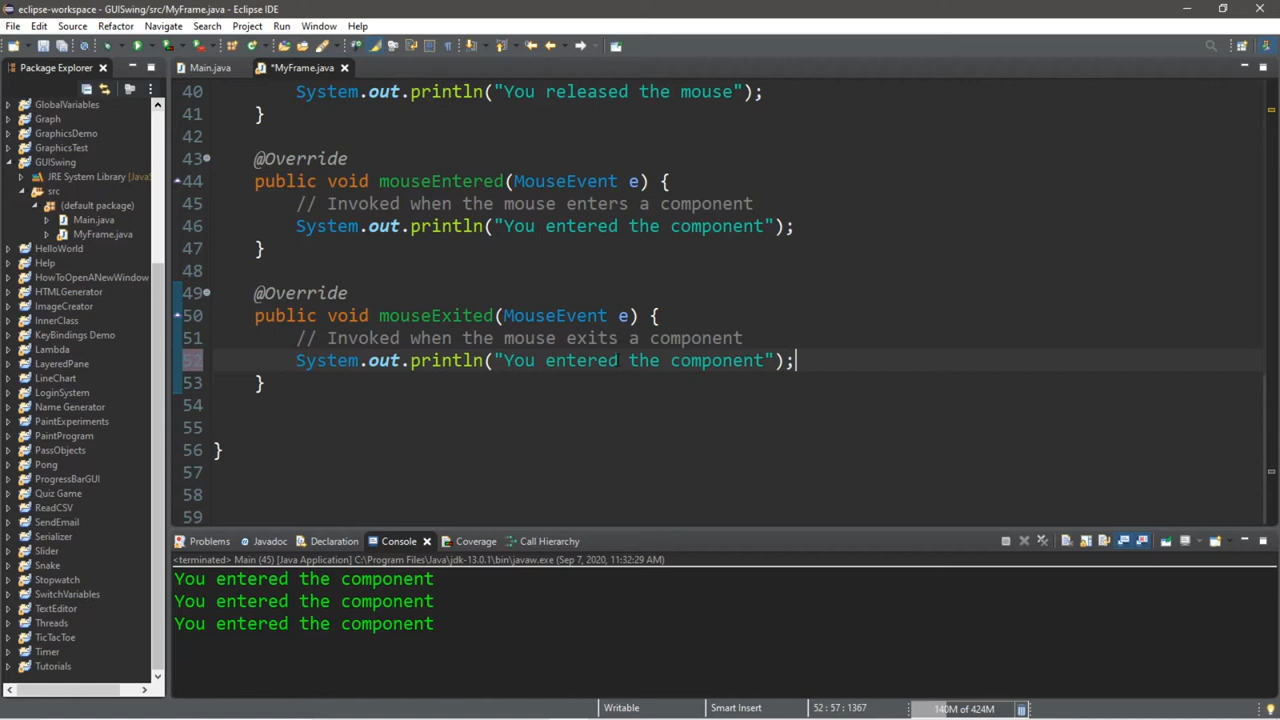 eclipse-workspace - GUISwing/src/MyFrame.java - Eclipse IDE
File Edit Source Refactor Navigate Search Project Run Window Help
Package Explorer
Main.java
*MyFrame.java
GlobalVariables
Graph
GraphicsDemo
GraphicsTest
GUISwing
JRE System Library [JavaS
src
(default package)
Main.java
MyFrame.java
HelloWorld
Help
HowToOpenANewWindow
HTMLGenerator
ImageCreator
InnerClass
KeyBindings Demo
Lambda
LayeredPane
LineChart
LoginSystem
Name Generator
PaintExperiments
PaintProgram
PassObjects
Pong
ProgressBarGUI
Quiz Game
ReadCSV
SendEmail
Serializer
Slider
Snake
Stopwatch
SwitchVariables
TextEditor
Threads
TicTacToe
Timer
Tutorials
40 System.out.println("You released the mouse");
41 }
42
43 @Override
44 public void mouseEntered(MouseEvent e) {
45 // Invoked when the mouse enters a component
46 System.out.println("You entered the component");
47 }
48
49 @Override
50 public void mouseExited(MouseEvent e) {
51 // Invoked when the mouse exits a component
52 System.out.println("You entered the component");
53 }
54
55
56 }
57
58
59
Problems Javadoc Declaration Console Coverage Call Hierarchy
<terminated> Main (45) [Java Application] C:\Program Files\Java\jdk-13.0.1\bin\javaw.exe (Sep 7, 2020, 11:32:29 AM)
You entered the component
You entered the component
You entered the component
Writable Smart Insert 52 : 57 : 1367 140M of 424M